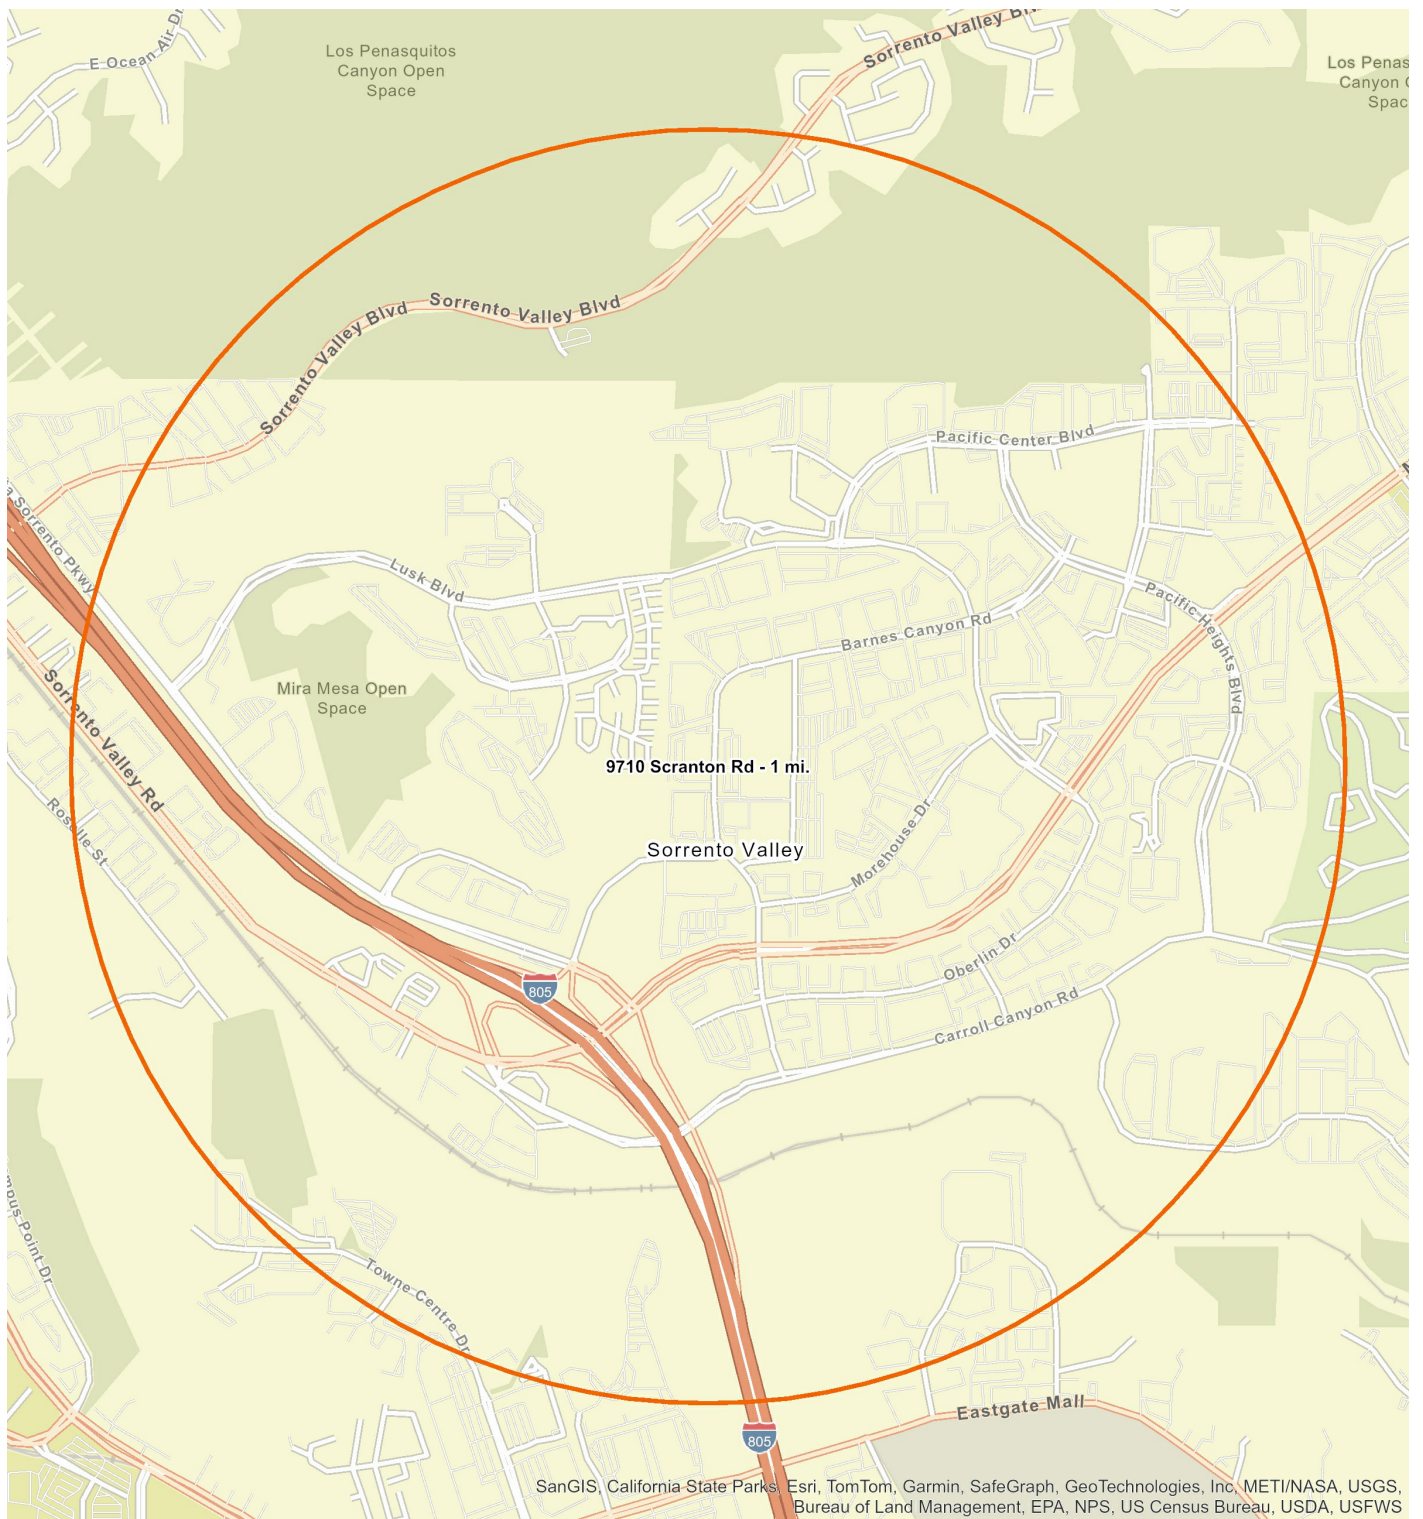 Sorrento Valley Blvd
E Ocean Air Dr
Los Penasquitos
Canyon Open
Space
Los Penas
Canyon
Spac
Sorrento Valley Blvd
Sorrento Valley Blvd
Pacific Center Blvd
Sorrento Pkwy
Lusk Blvd
Pacific Heights Blvd
Barnes Canyon Rd
Mira Mesa Open
Space
Sorrento Valley Rd
9710 Scranton Rd - 1 mi.
Roselle St
Morehouse Dr
Sorrento Valley
Oberlin Dr
805
Carroll Canyon Rd
mpus Point Dr
Towne Centre Dr
Eastgate Mall
805
SanGIS, California State Parks, Esri, TomTom, Garmin, SafeGraph, GeoTechnologies, Inc, METI/NASA, USGS,
Bureau of Land Management, EPA, NPS, US Census Bureau, USDA, USFWS